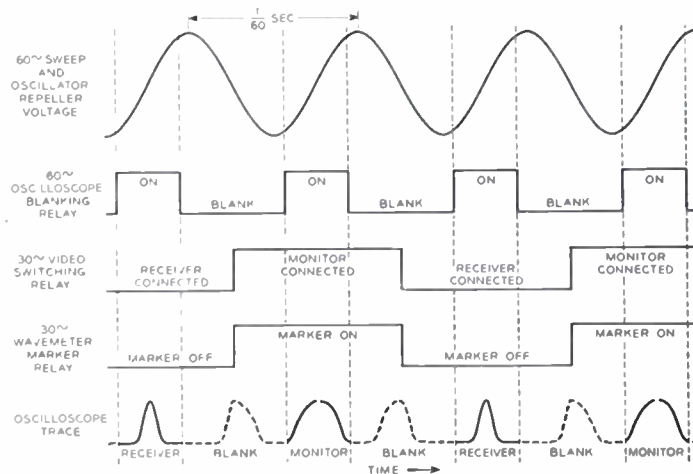 1/60 SEC
60~ SWEEP
AND
OSCILLATOR
REPELLER
VOLTAGE
60~
OSCILLOSCOPE
BLANKING
RELAY
ON
BLANK
ON
BLANK
ON
BLANK
ON
30~ VIDEO
SWITCHING
RELAY
RECEIVER
CONNECTED
MONITOR
CONNECTED
RECEIVER
CONNECTED
MONITOR
CONNECTED
30~
WAVEMETER
MARKER
RELAY
MARKER OFF
MARKER ON
MARKER OFF
MARKER ON
OSCILLOSCOPE
TRACE
RECEIVER
BLANK
MONITOR
BLANK
RECEIVER
BLANK
MONITOR
TIME